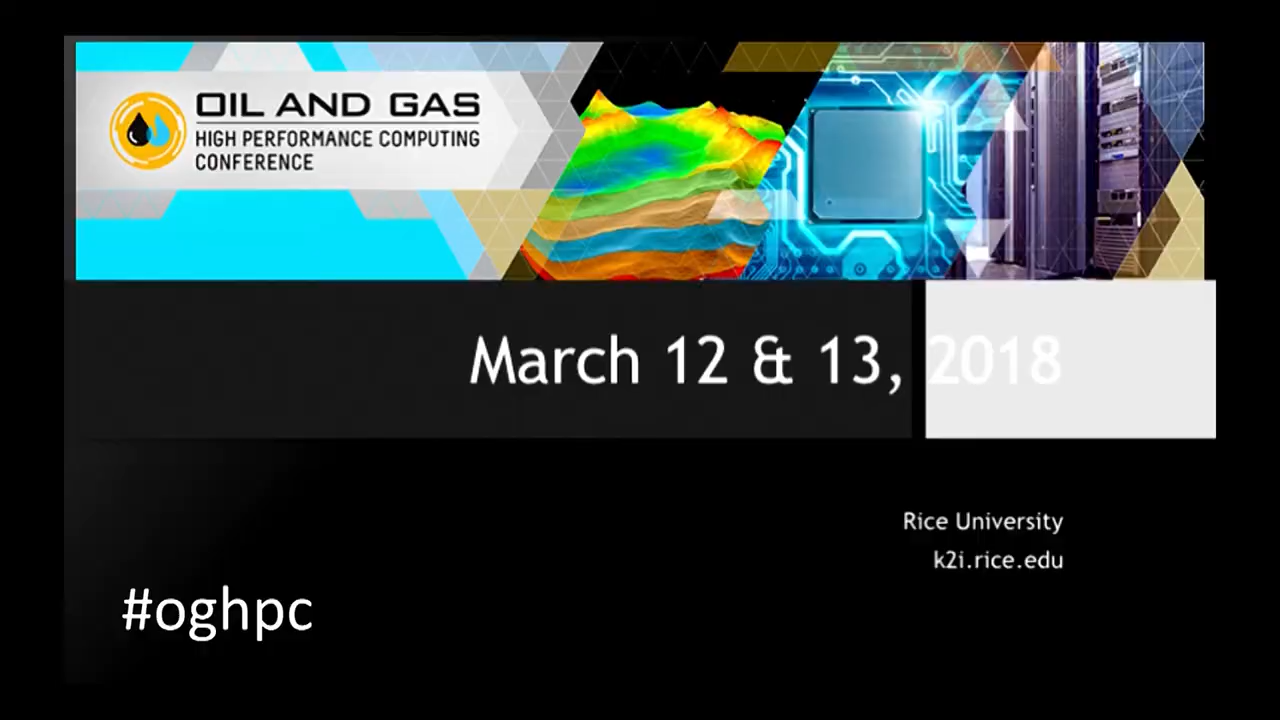 OIL AND GAS
HIGH PERFORMANCE COMPUTING
CONFERENCE
March 12 & 13, 2018
Rice University
k2i.rice.edu
#oghpc